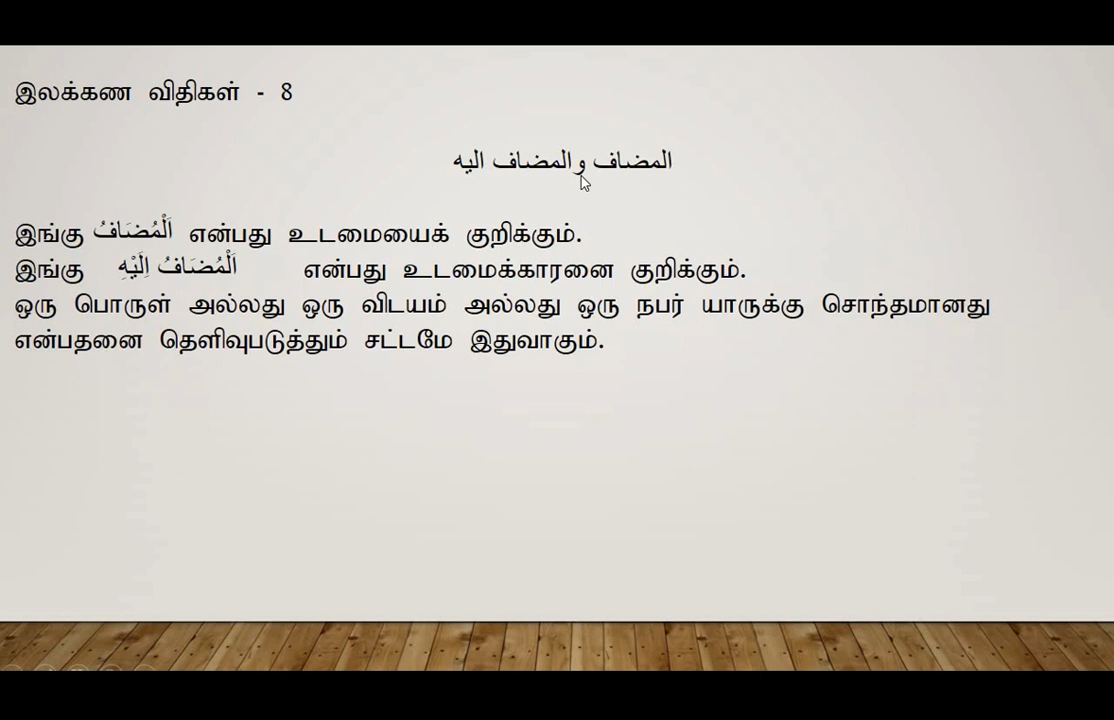 இலக்கண விதிகள் - 8
المضاف والمضاف اليه
இங்கு اَلْمُضَافُ என்பது உடமையைக் குறிக்கும்.
இங்கு اَلْمُضَافُ اِلَيْهِ என்பது உடமைக்காரனை குறிக்கும்.
ஒரு பொருள் அல்லது ஒரு விடயம் அல்லது ஒரு நபர் யாருக்கு சொந்தமானது
என்பதனை தெளிவுபடுத்தும் சட்டமே இதுவாகும்.